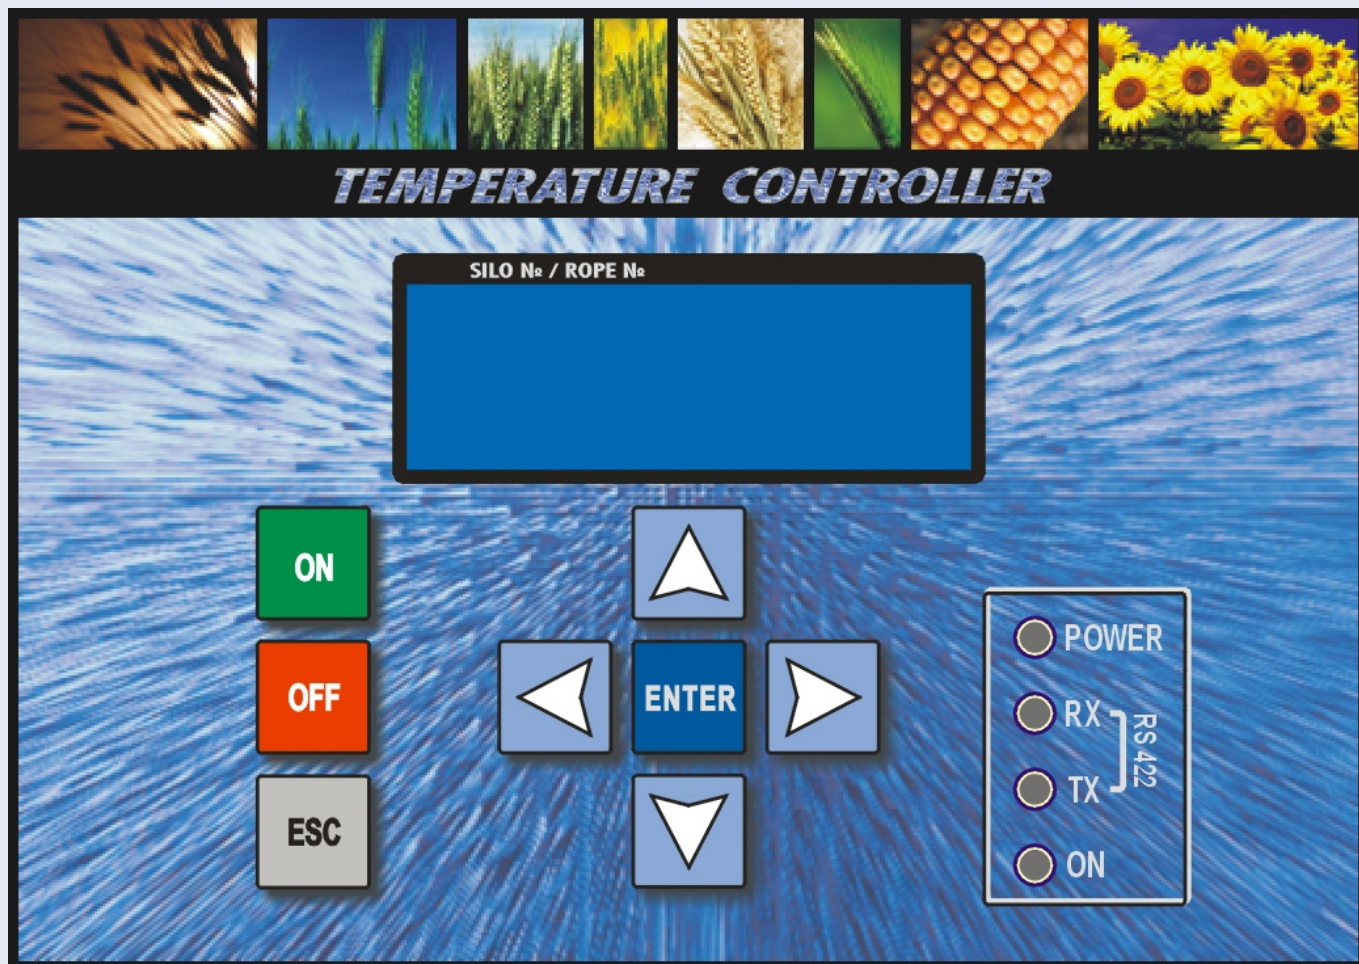 TEMPERATURE CONTROLLER
SILO № / ROPE №
ON
OFF
ENTER
ESC
POWER
RX
TX
RS 422
ON